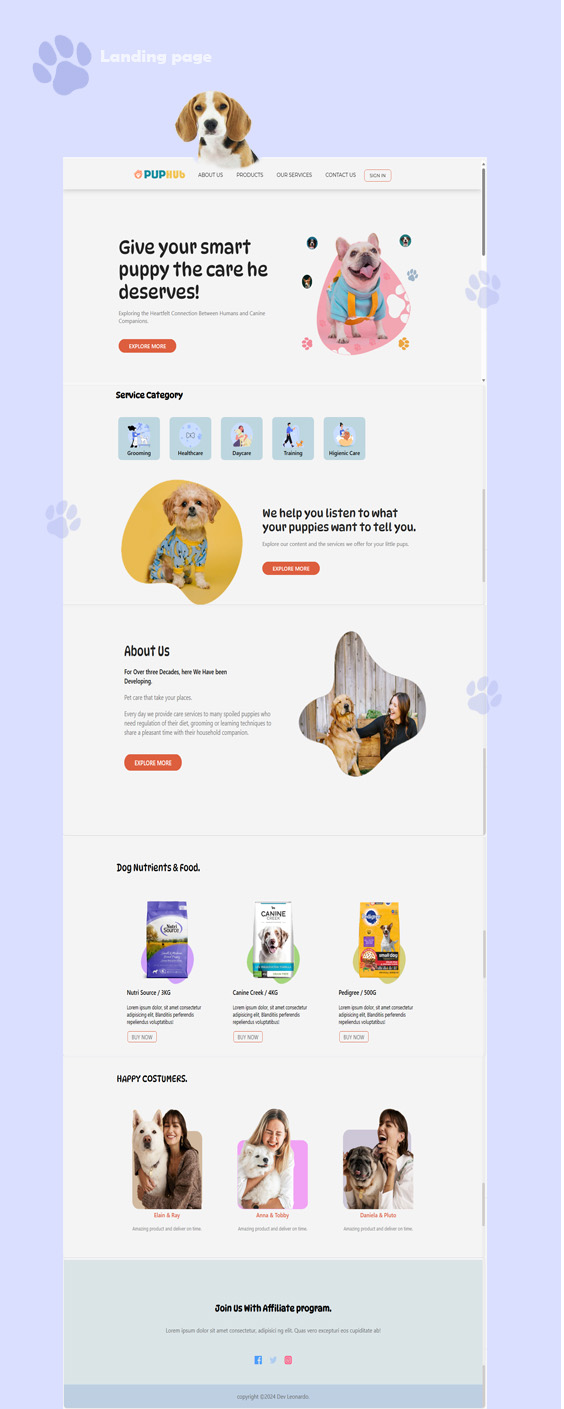 Landing page
PUPHUb
ABOUT US
PRODUCTS
OUR SERVICES
CONTACT US
SIGN IN
Give your smart
puppy the care he
deserves!
Exploring the Heartfelt Connection Between Humans and Canine
Companions.
EXPLORE MORE
Service Category
Grooming
Healthcare
Daycare
Training
Higienic Care
We help you listen to what
your puppies want to tell you.
Explore our content and the services we offer for your little pups.
EXPLORE MORE
About Us
For Over three Decades, here We Have been
Developing.
Pet care that take your places.
Every day we provide care services to many spoiled puppies who
need regulation of their diet, grooming or learning techniques to
share a pleasant time with their household companion.
EXPLORE MORE
Dog Nutrients & Food.
Nutri
Source
CANINE
CREEK
Pedigree
small dog
Nutri Source / 3KG
Lorem ipsum dolor, sit amet consectetur
adipisicing elit. Blanditiis perferendis
repellendus voluptatibus!
BUY NOW
Canine Creek / 4KG
Lorem ipsum dolor, sit amet consectetur
adipisicing elit. Blanditiis perferendis
repellendus voluptatibus!
BUY NOW
Pedigree / 500G
Lorem ipsum dolor, sit amet consectetur
adipisicing elit. Blanditiis perferendis
repellendus voluptatibus!
BUY NOW
HAPPY COSTUMERS.
Elain & Ray
Amazing product and deliver on time.
Anna & Tobby
Amazing product and deliver on time.
Daniela & Pluto
Amazing product and deliver on time.
Join Us With Affiliate program.
Lorem ipsum dolor sit amet consectetur, adipisici ng elit. Quas vero excepturi eos cupiditate ab!
copyright ©2024 Dev Leonardo.